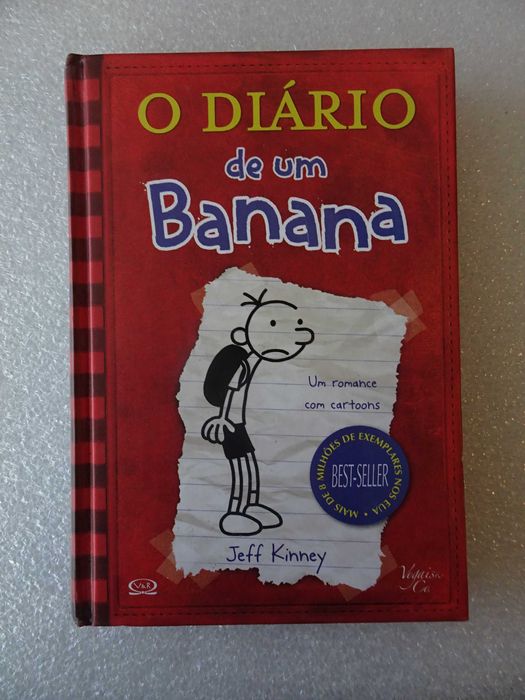 O DIÁRIO
de um
Banana
Um romance
com cartoons
MAIS DE 8 MILHÕES DE EXEMPLARES NOS EUA
BEST-SELLER
Jeff Kinney
V&R